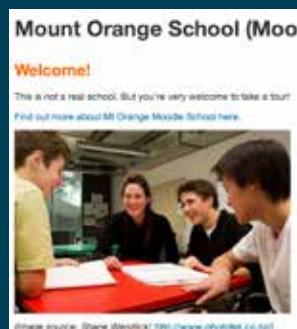 Mount Orange School (Moo
Welcome!
This is not a real school. But you're very welcome to take a tour!
Find out more about Mt Orange Moodle School here.
(Image source: Shane